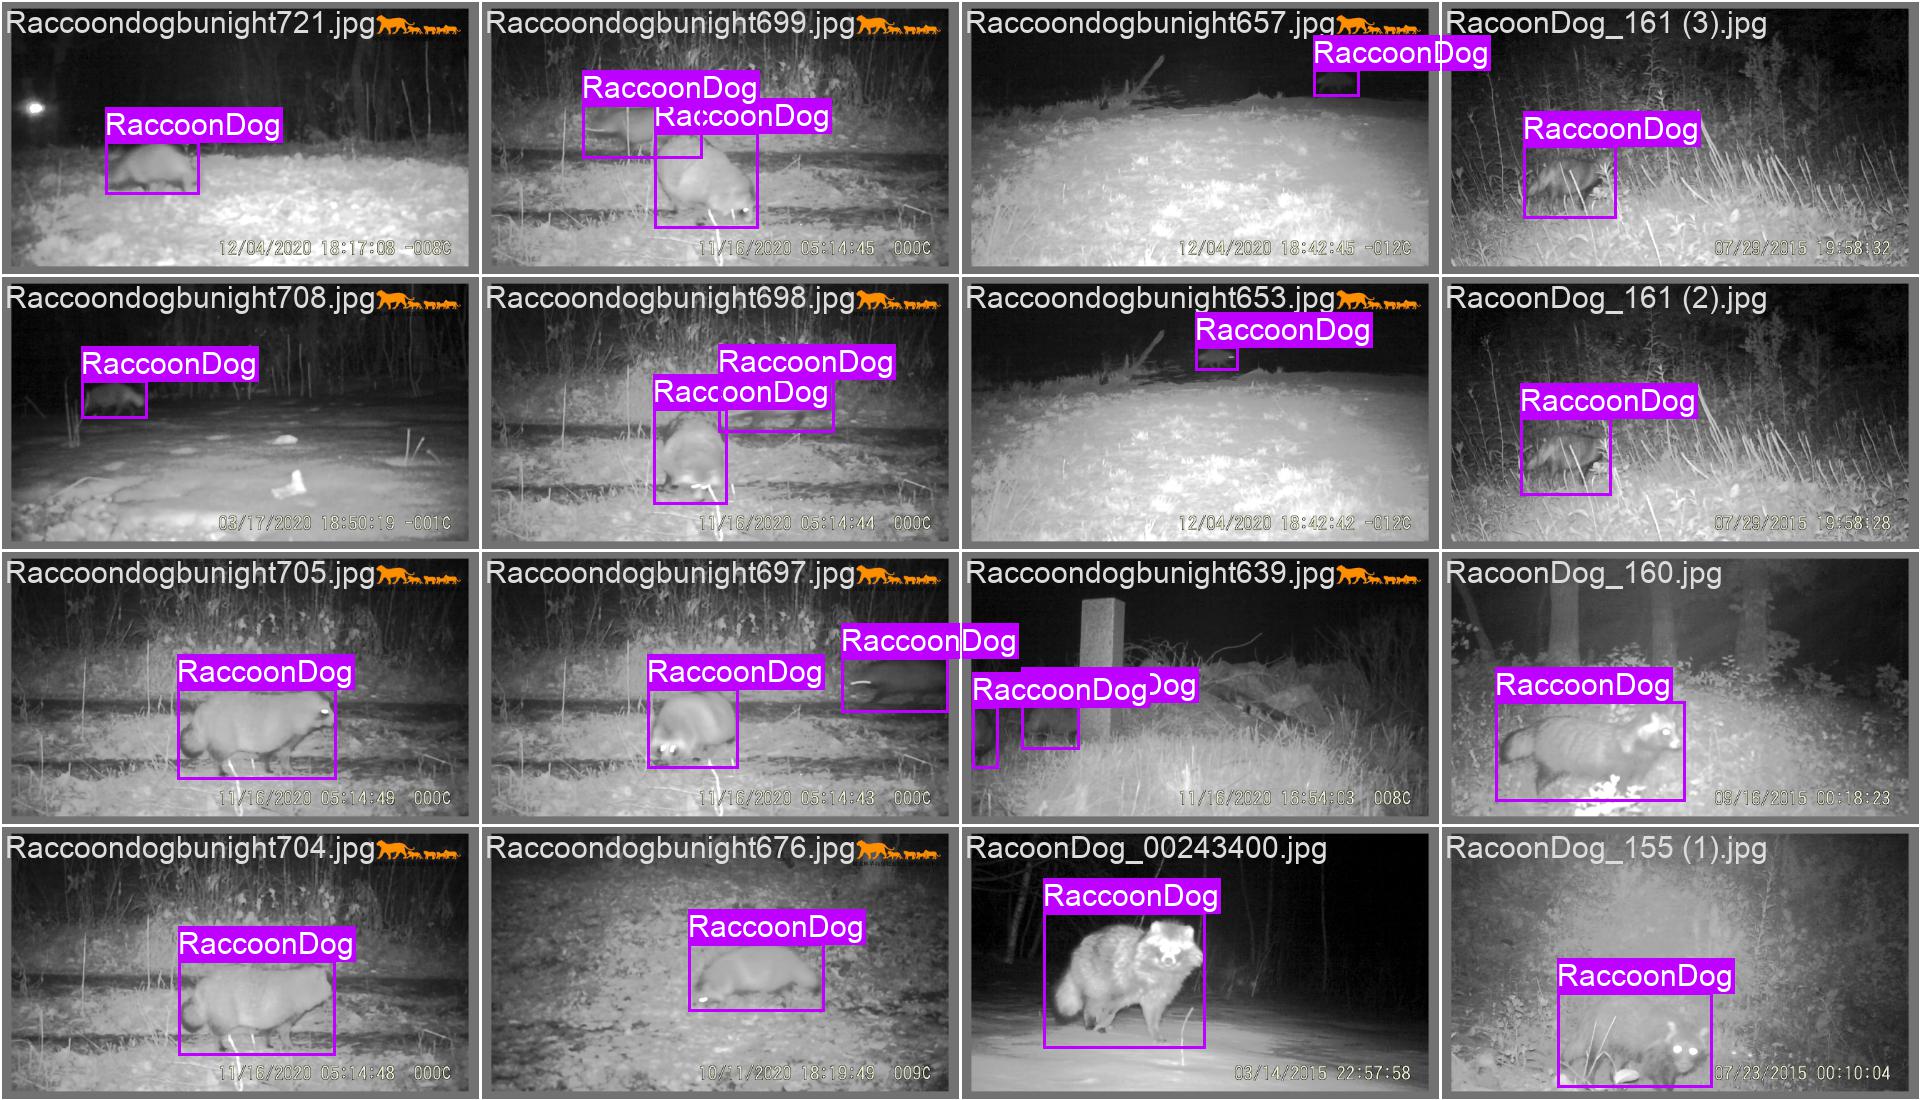 Raccoondogbunight721.jpg
RaccoonDog
12/04/2020 18:17:08 -008C
Raccoondogbunight699.jpg
RaccoonDog
RaccoonDog
11/16/2020 05:14:45 000C
Raccoondogbunight657.jpg
RaccoonDog
12/04/2020 18:42:45 -012C
RacoonDog_161 (3).jpg
RaccoonDog
07/29/2015 19:58:32
Raccoondogbunight708.jpg
RaccoonDog
03/17/2020 18:50:19 -001C
Raccoondogbunight698.jpg
RaccoonDog
RaccoonDog
11/16/2020 05:14:44 000C
Raccoondogbunight653.jpg
RaccoonDog
12/04/2020 18:42:42 -012C
RacoonDog_161 (2).jpg
RaccoonDog
07/29/2015 19:58:28
Raccoondogbunight705.jpg
RaccoonDog
11/16/2020 05:14:49 000C
Raccoondogbunight697.jpg
RaccoonDog
RaccoonDog
11/16/2020 05:14:43 000C
Raccoondogbunight639.jpg
RaccoonDog
Dog
11/16/2020 16:54:03 008C
RacoonDog_160.jpg
RaccoonDog
09/16/2015 00:18:23
Raccoondogbunight704.jpg
RaccoonDog
11/16/2020 05:14:48 000C
Raccoondogbunight676.jpg
RaccoonDog
10/11/2020 18:19:49 009C
RacoonDog_00243400.jpg
RaccoonDog
03/14/2015 22:57:58
RacoonDog_155 (1).jpg
RaccoonDog
07/23/2015 00:10:04